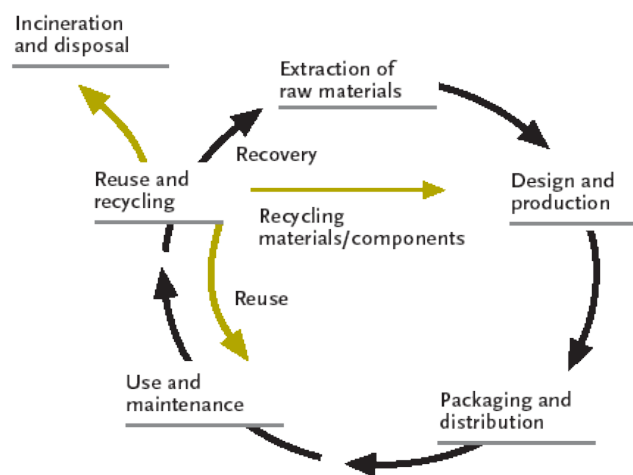 Incineration
and disposal
Extraction of
raw materials
Recovery
Reuse and
recycling
Design and
production
Recycling
materials/components
Reuse
Use and
maintenance
Packaging and
distribution